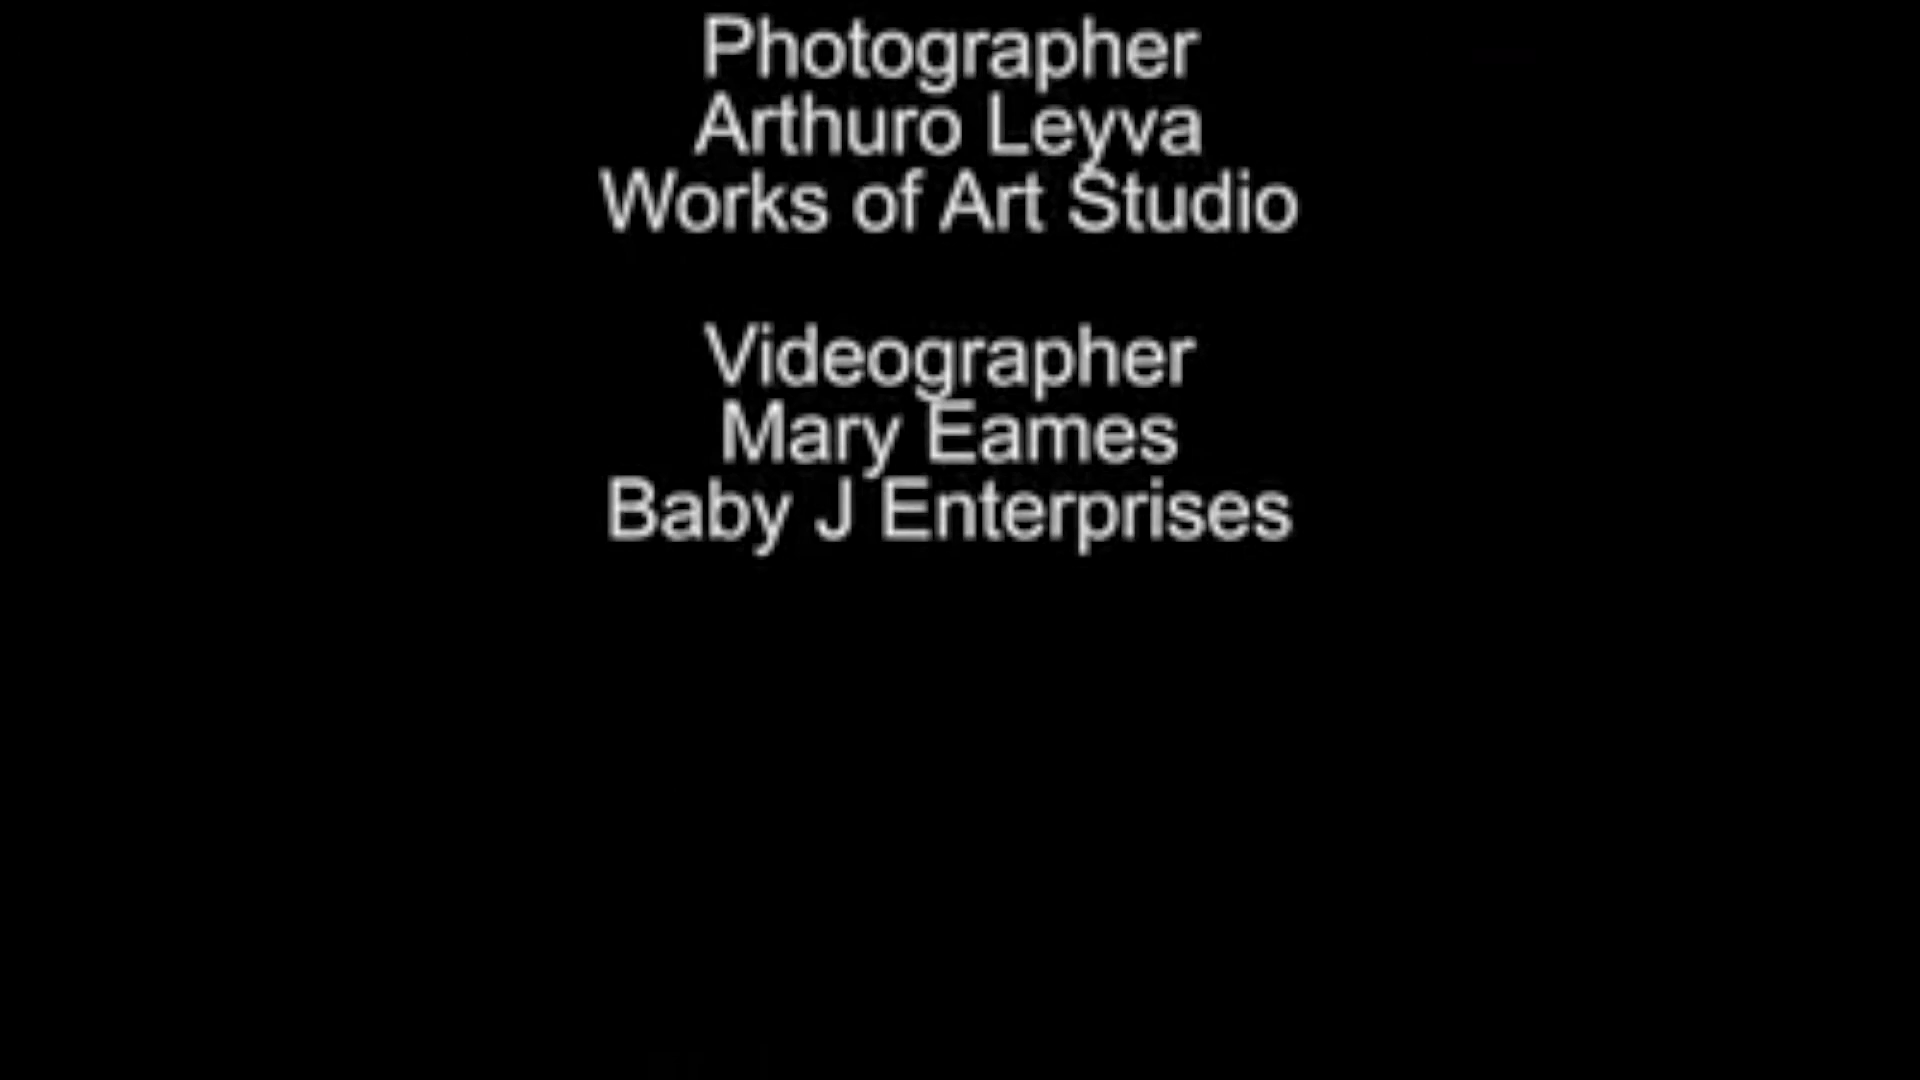 Photographer
Arthuro Leyva
Works of Art Studio
Videographer
Mary Eames
Baby J Enterprises